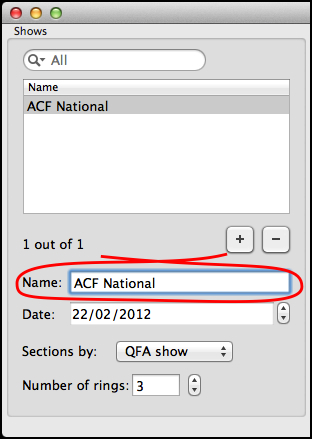 Shows
All
Name
ACF National
1 out of 1
+ −
Name: ACF National
Date: 22/02/2012
Sections by: QFA show
Number of rings: 3